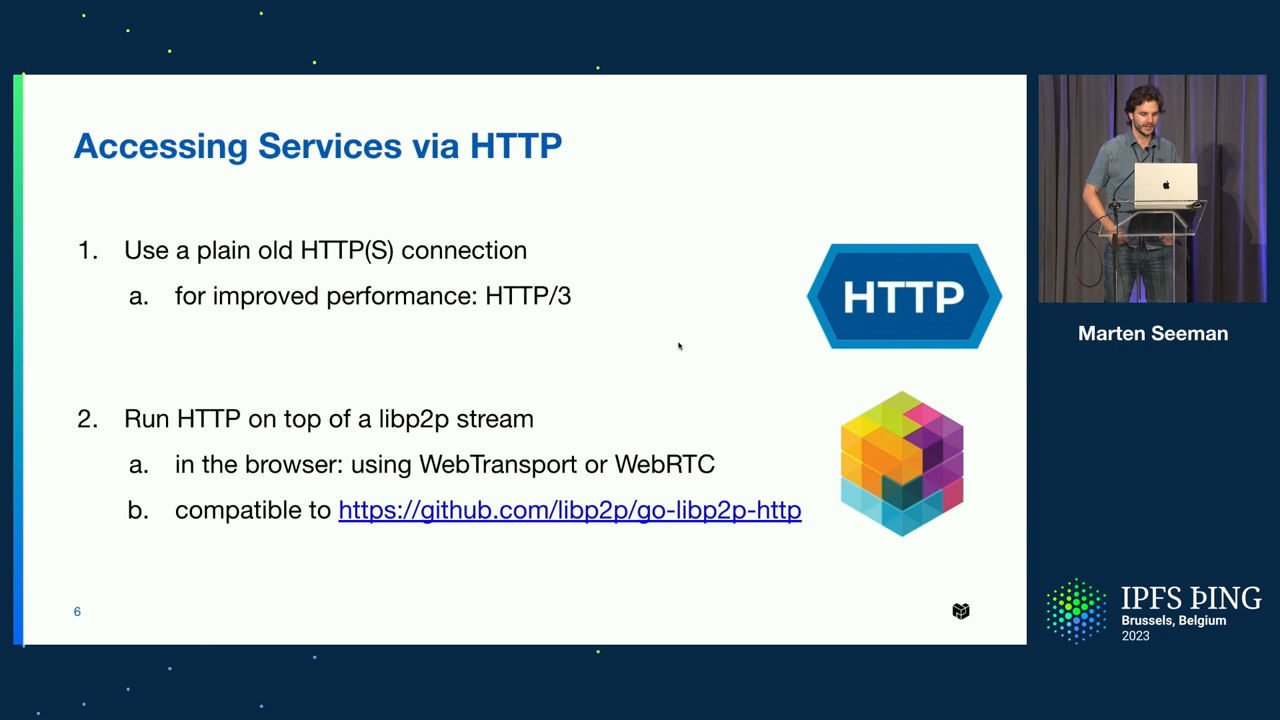 Accessing Services via HTTP
1. Use a plain old HTTP(S) connection
a. for improved performance: HTTP/3
HTTP
2. Run HTTP on top of a libp2p stream
a. in the browser: using WebTransport or WebRTC
b. compatible to https://github.com/libp2p/go-libp2p-http
6
Marten Seeman
IPFS ÞING
Brussels, Belgium
2023